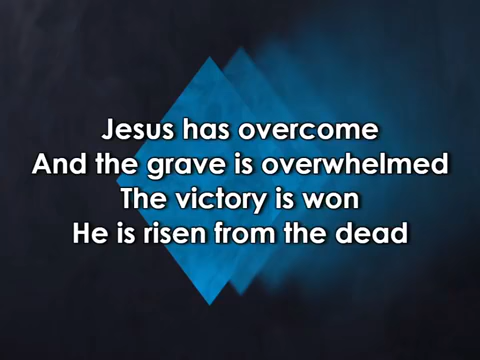 Jesus has overcome
And the grave is overwhelmed
The victory is won
He is risen from the dead